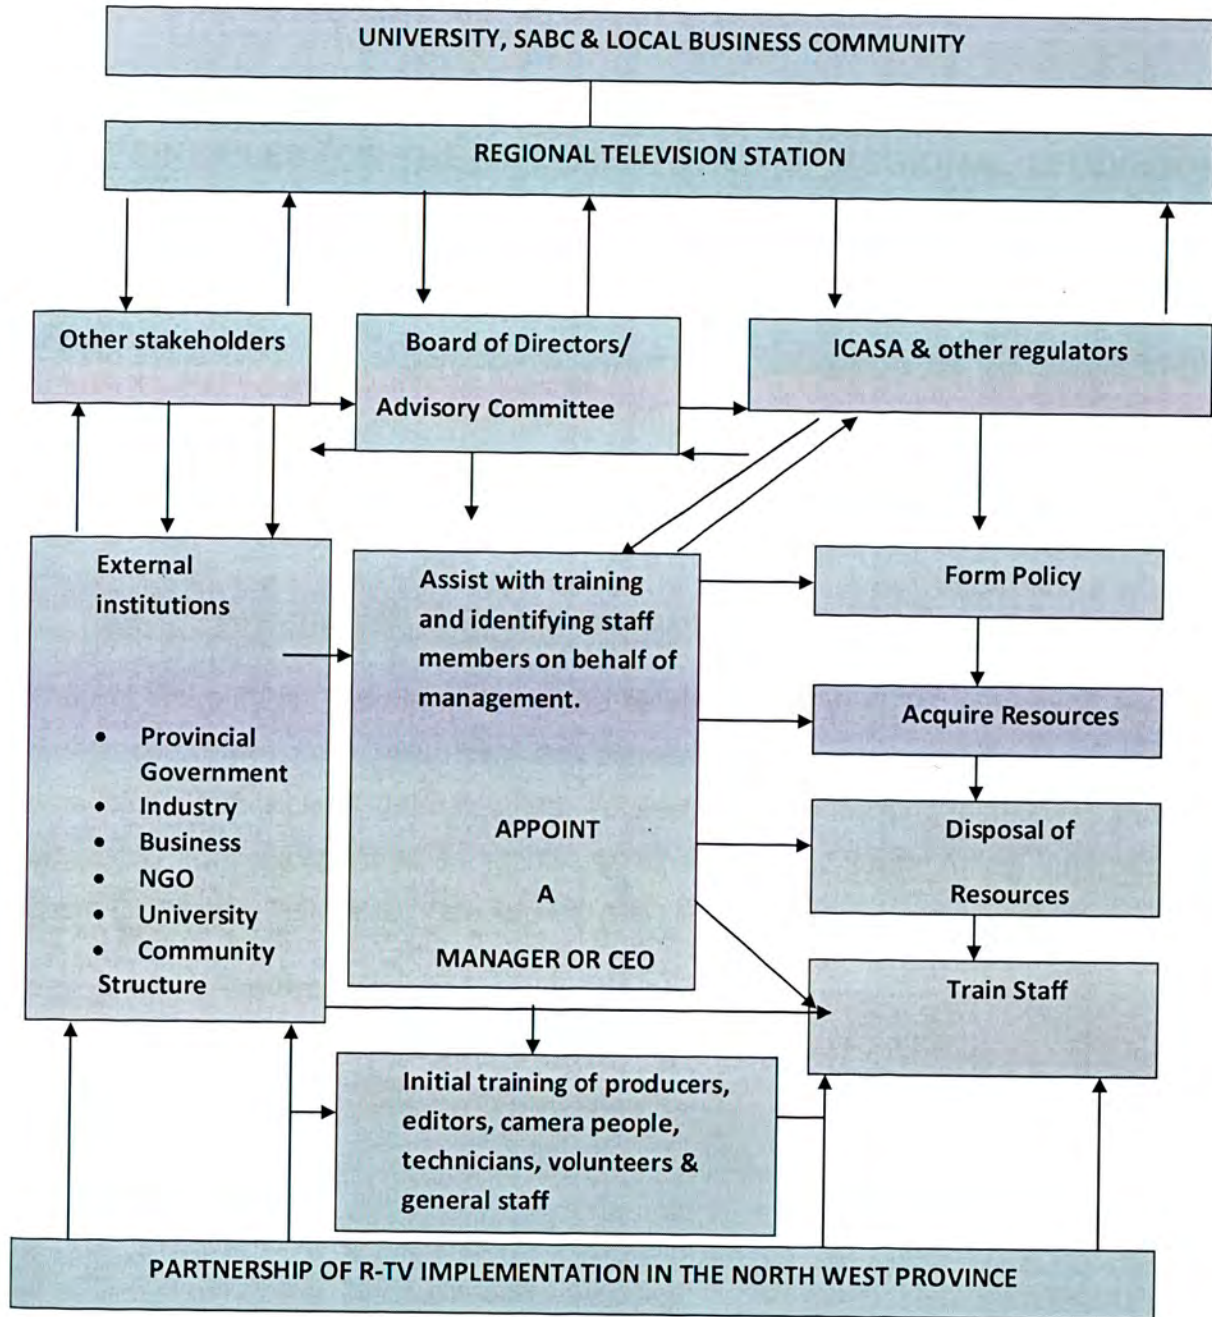 UNIVERSITY, SABC & LOCAL BUSINESS COMMUNITY
REGIONAL TELEVISION STATION
Other stakeholders
Board of Directors/
Advisory Committee
ICASA & other regulators
External
institutions
• Provincial
Government
• Industry
• Business
• NGO
• University
• Community
Structure
Assist with training
and identifying staff
members on behalf of
management.
APPOINT
A
MANAGER OR CEO
Form Policy
Acquire Resources
Disposal of
Resources
Train Staff
Initial training of producers,
editors, camera people,
technicians, volunteers &
general staff
PARTNERSHIP OF R-TV IMPLEMENTATION IN THE NORTH WEST PROVINCE